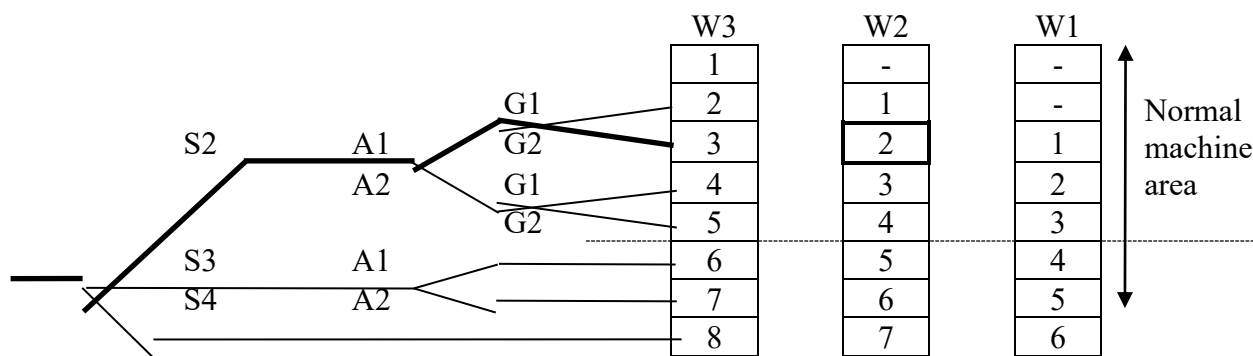 W3 W2 W1
1 - -
G1 2 1 -
S2 A1 G2 3 2 1
A2 G1 4 3 2
G2 5 4 3
S3 A1 6 5 4
S4 A2 7 6 5
8 7 6
Normal
machine
area